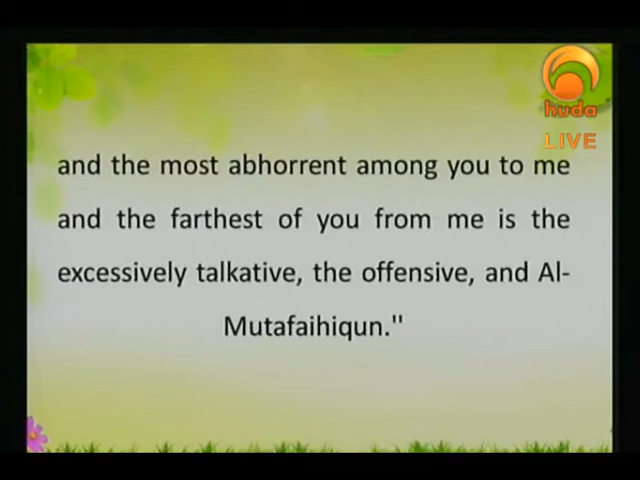 huda
LIVE
and the most abhorrent among you to me
and the farthest of you from me is the
excessively talkative, the offensive, and Al-
Mutafaihiqun."